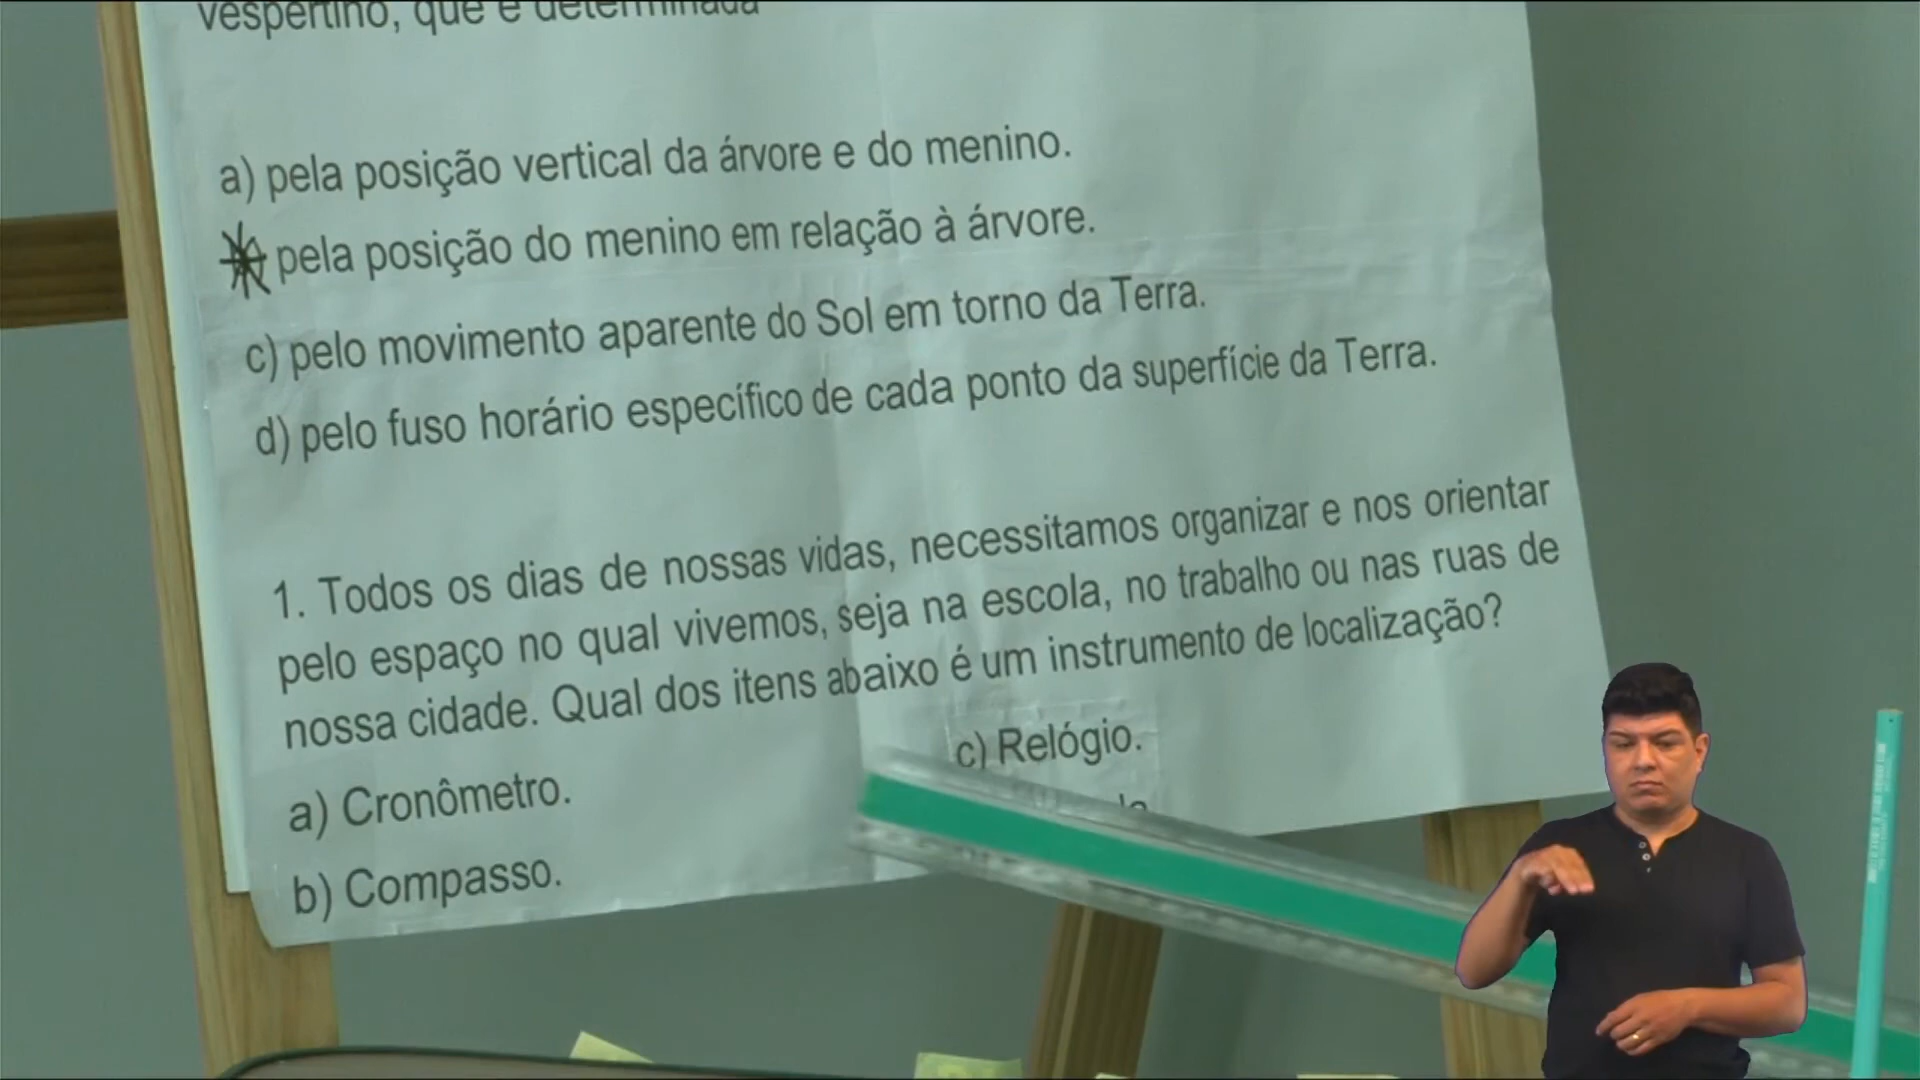 vespertino, que é determinada
a) pela posição vertical da árvore e do menino.
pela posição do menino em relação à árvore.
c) pelo movimento aparente do Sol em torno da Terra.
d) pelo fuso horário específico de cada ponto da superfície da Terra.
1. Todos os dias de nossas vidas, necessitamos organizar e nos orientar
pelo espaço no qual vivemos, seja na escola, no trabalho ou nas ruas de
nossa cidade. Qual dos itens abaixo é um instrumento de localização?
a) Cronômetro.
b) Compasso.
c) Relógio.